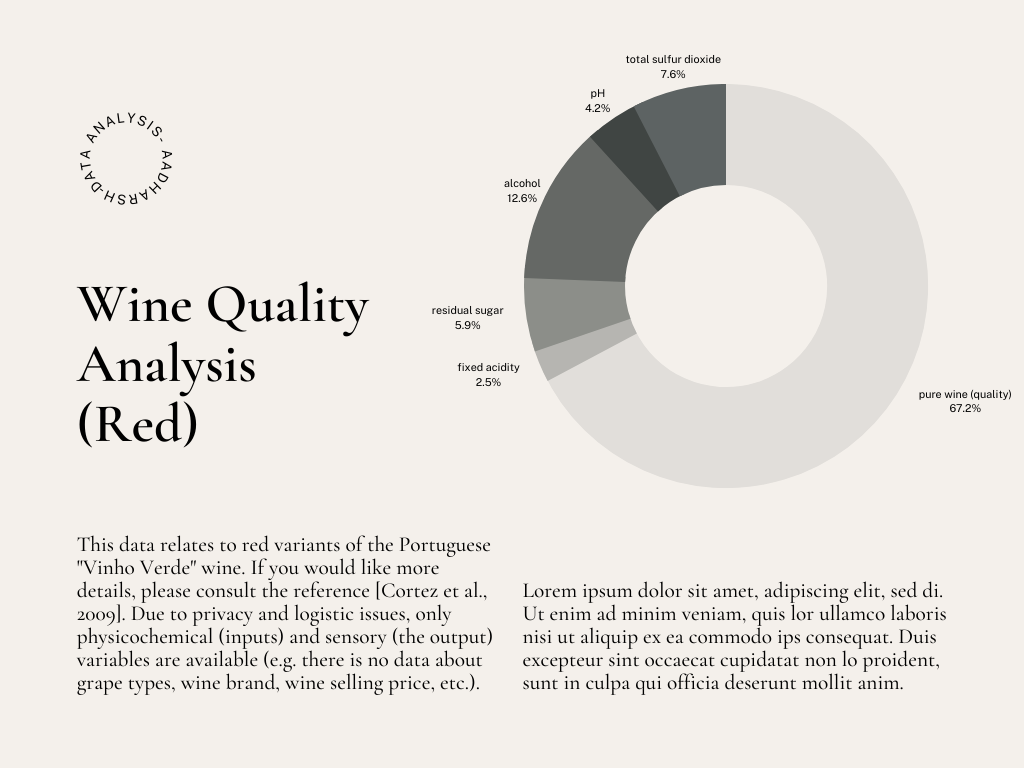 DATA ANALYSIS- AADHARSH-
Wine Quality
Analysis
(Red)
total sulfur dioxide
7.6%
pH
4.2%
alcohol
12.6%
residual sugar
5.9%
fixed acidity
2.5%
pure wine (quality)
67.2%
This data relates to red variants of the Portuguese
"Vinho Verde" wine. If you would like more
details, please consult the reference [Cortez et al.,
2009]. Due to privacy and logistic issues, only
physicochemical (inputs) and sensory (the output)
variables are available (e.g. there is no data about
grape types, wine brand, wine selling price, etc.).
Lorem ipsum dolor sit amet, adipiscing elit, sed di.
Ut enim ad minim veniam, quis lor ullamco laboris
nisi ut aliquip ex ea commodo ips consequat. Duis
excepteur sint occaecat cupidatat non lo proident,
sunt in culpa qui officia deserunt mollit anim.